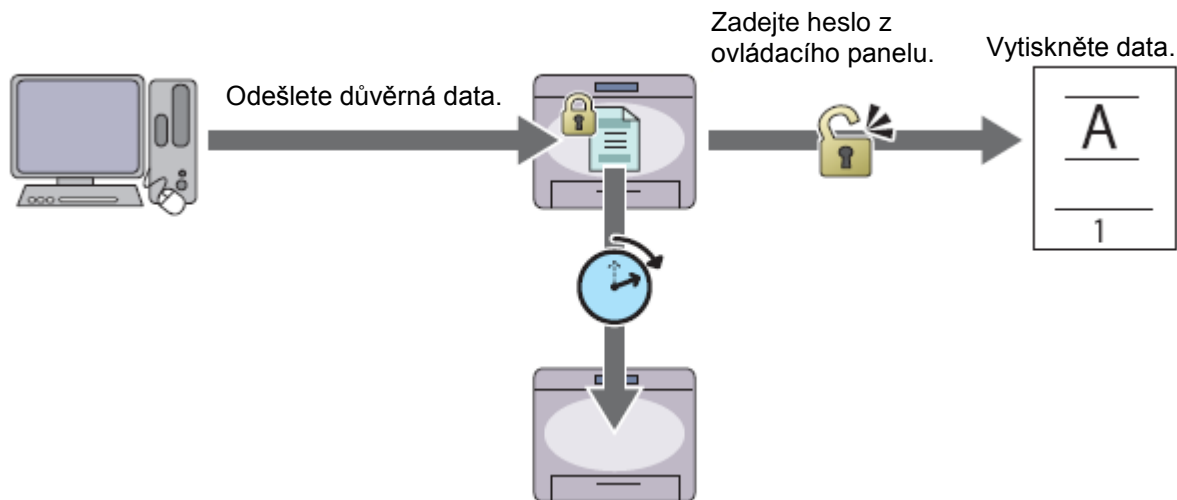 Zadejte heslo z
ovládacího panelu.
Vytiskněte data.
Odešlete důvěrná data.
A
1